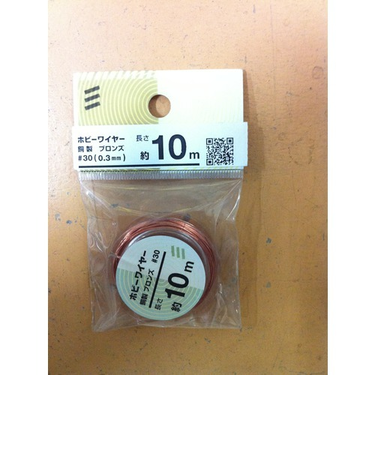 ホビーワイヤー
銅製 ブロンズ
#30(0.3mm)
長さ
約10m
ホビーワイヤー
銅製 ブロンズ #30
長さ
約10m